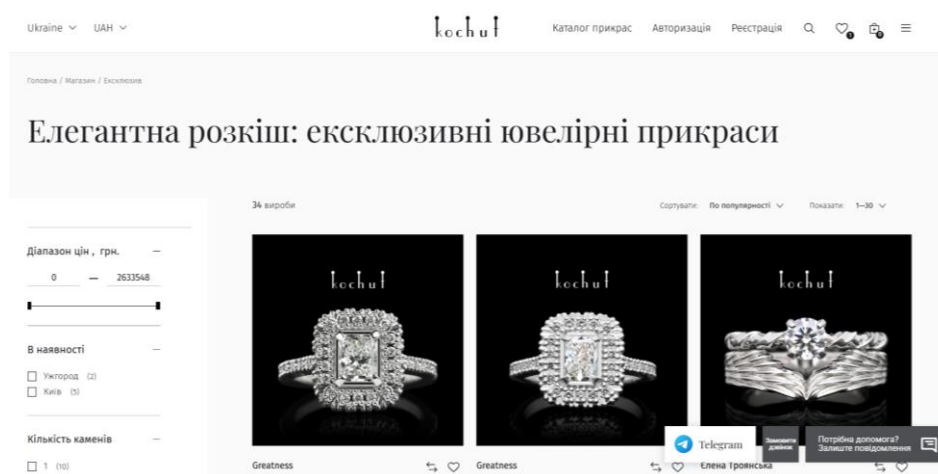 Ukraine UAH kochut Каталог прикрас Авторизація Реєстрація
Головна / Магазин / Ексклюзив
Елегантна розкіш: ексклюзивні ювелірні прикраси
34 вироби Сортувати: По популярності Показати: 1—30
Діапазон цін , грн.
0 — 2633548
В наявності
Ужгород (2)
Київ (5)
Кількість каменів
1 (10)
kochut kochut kochut
Telegram
Замовити
дзвінок
Потрібна допомога?
Залиште повідомлення
Greatness Greatness Єлена Троянська